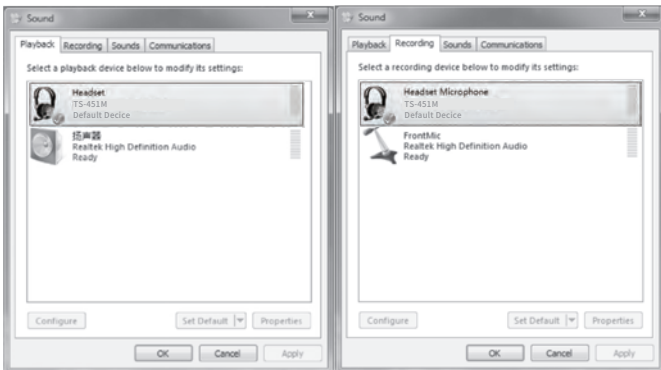 Sound
Playback Recording Sounds Communications
Select a playback device below to modify its settings:
Headset
TS-451M
Default Decice
扬声器
Realtek High Definition Audio
Ready
Configure Set Default Properties
OK Cancel Apply
Sound
Playback Recording Sounds Communications
Select a recording device below to modify its settings:
Headset Microphone
TS-451M
Default Decice
FrontMic
Realtek High Definition Audio
Ready
Configure Set Default Properties
OK Cancel Apply